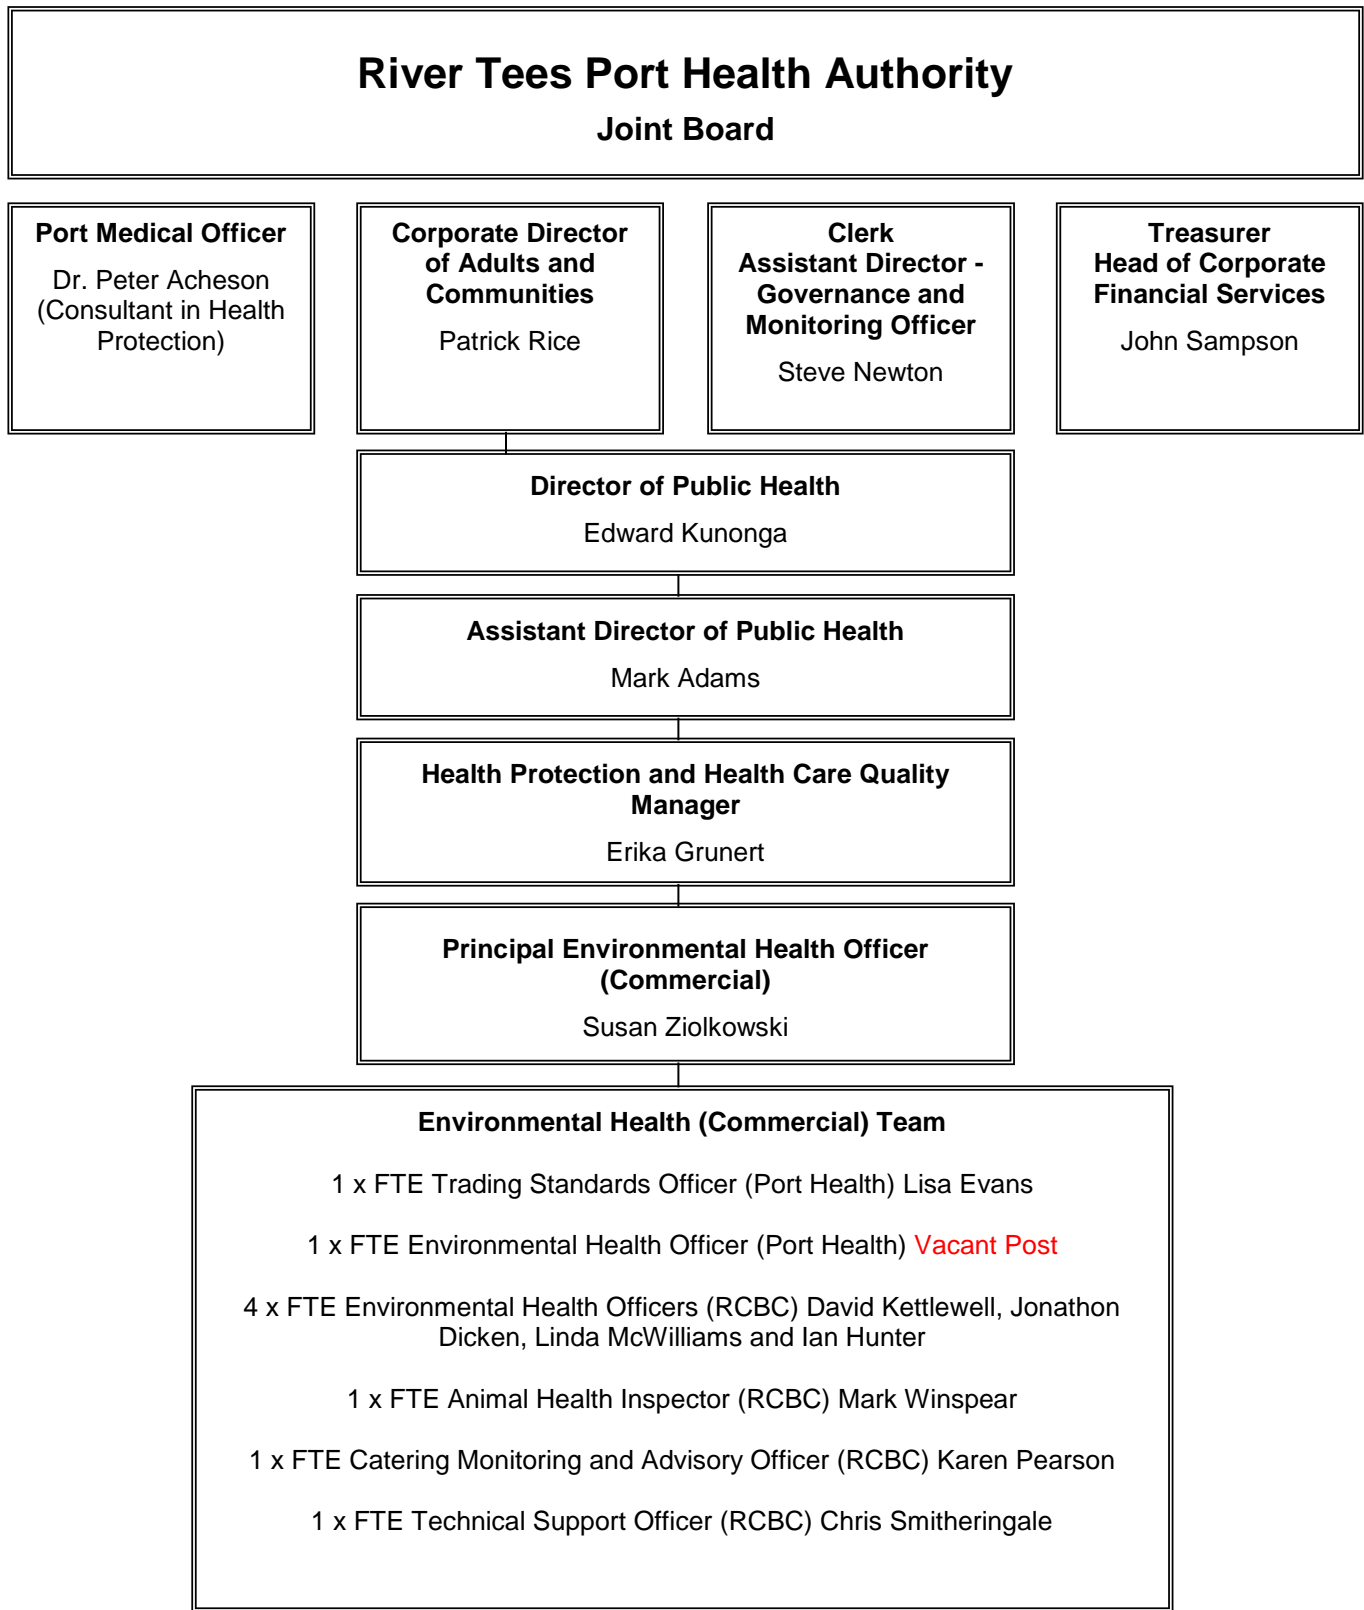 River Tees Port Health Authority
Joint Board
Port Medical Officer
Dr. Peter Acheson
(Consultant in Health
Protection)
Corporate Director
of Adults and
Communities
Patrick Rice
Clerk
Assistant Director -
Governance and
Monitoring Officer
Steve Newton
Treasurer
Head of Corporate
Financial Services
John Sampson
Director of Public Health
Edward Kunonga
Assistant Director of Public Health
Mark Adams
Health Protection and Health Care Quality
Manager
Erika Grunert
Principal Environmental Health Officer
(Commercial)
Susan Ziolkowski
Environmental Health (Commercial) Team
1 x FTE Trading Standards Officer (Port Health) Lisa Evans
1 x FTE Environmental Health Officer (Port Health) Vacant Post
4 x FTE Environmental Health Officers (RCBC) David Kettlewell, Jonathon
Dicken, Linda McWilliams and Ian Hunter
1 x FTE Animal Health Inspector (RCBC) Mark Winspear
1 x FTE Catering Monitoring and Advisory Officer (RCBC) Karen Pearson
1 x FTE Technical Support Officer (RCBC) Chris Smitheringale